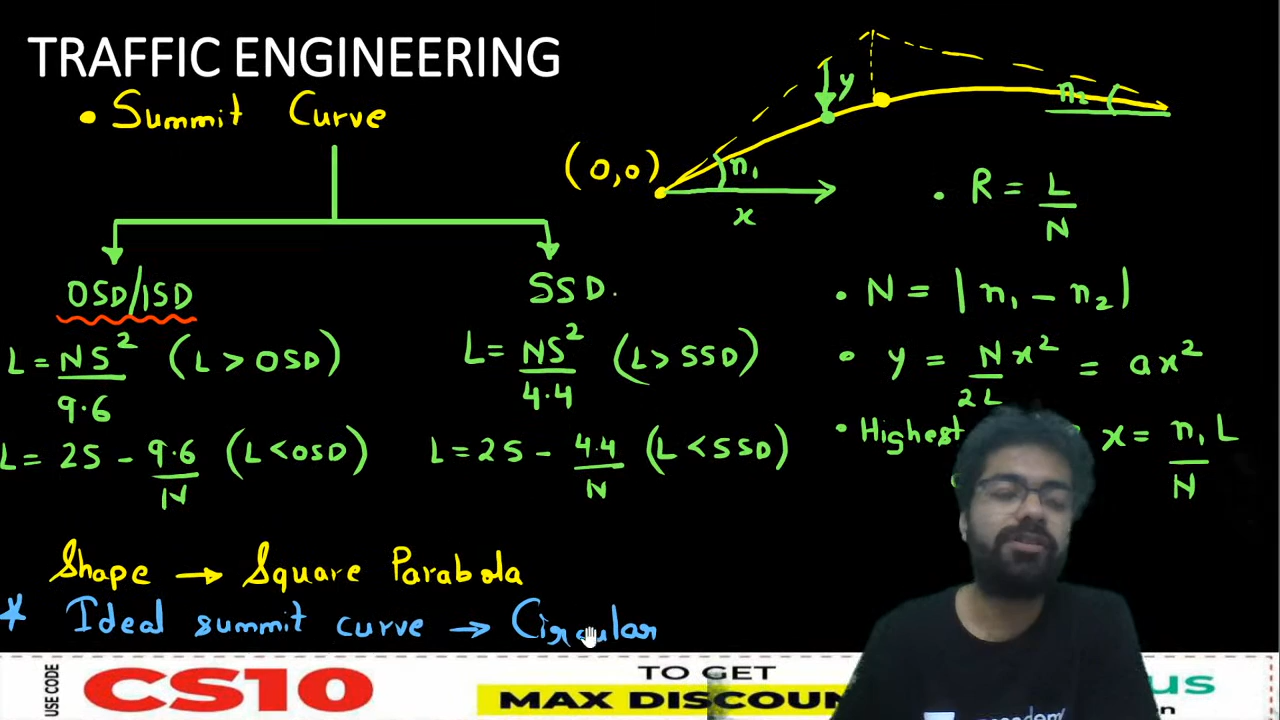 TRAFFIC ENGINEERING
• Summit Curve
OSD/ISD
SSD.
L = NS²/9.6 (L > OSD)
L = NS²/4.4 (L > SSD)
L = 2S - 9.6/N (L < OSD)
L = 2S - 4.4/N (L < SSD)
Shape → Square Parabola
* Ideal summit curve → Circular
(0,0)
n₁
x
y
n₂
• R = L/N
• N = |n₁ - n₂|
• y = N/2L x² = ax²
• Highest
x = n₁L/N
USE CODE
CS10
TO GET
MAX DISCOUN
us